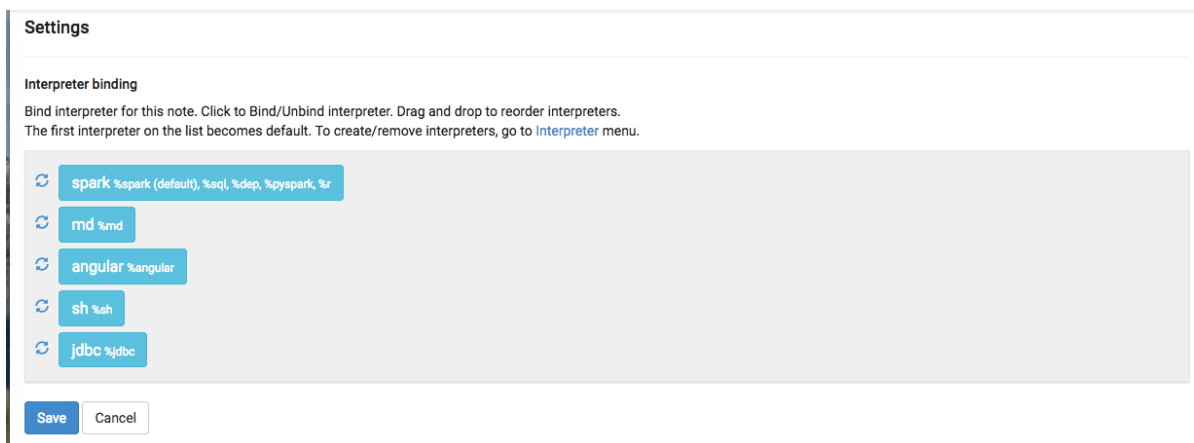 Settings
Interpreter binding
Bind interpreter for this note. Click to Bind/Unbind interpreter. Drag and drop to reorder interpreters.
The first interpreter on the list becomes default. To create/remove interpreters, go to Interpreter menu.
spark %spark (default), %sql, %dep, %pyspark, %r
md %md
angular %angular
sh %sh
jdbc %jdbc
Save Cancel